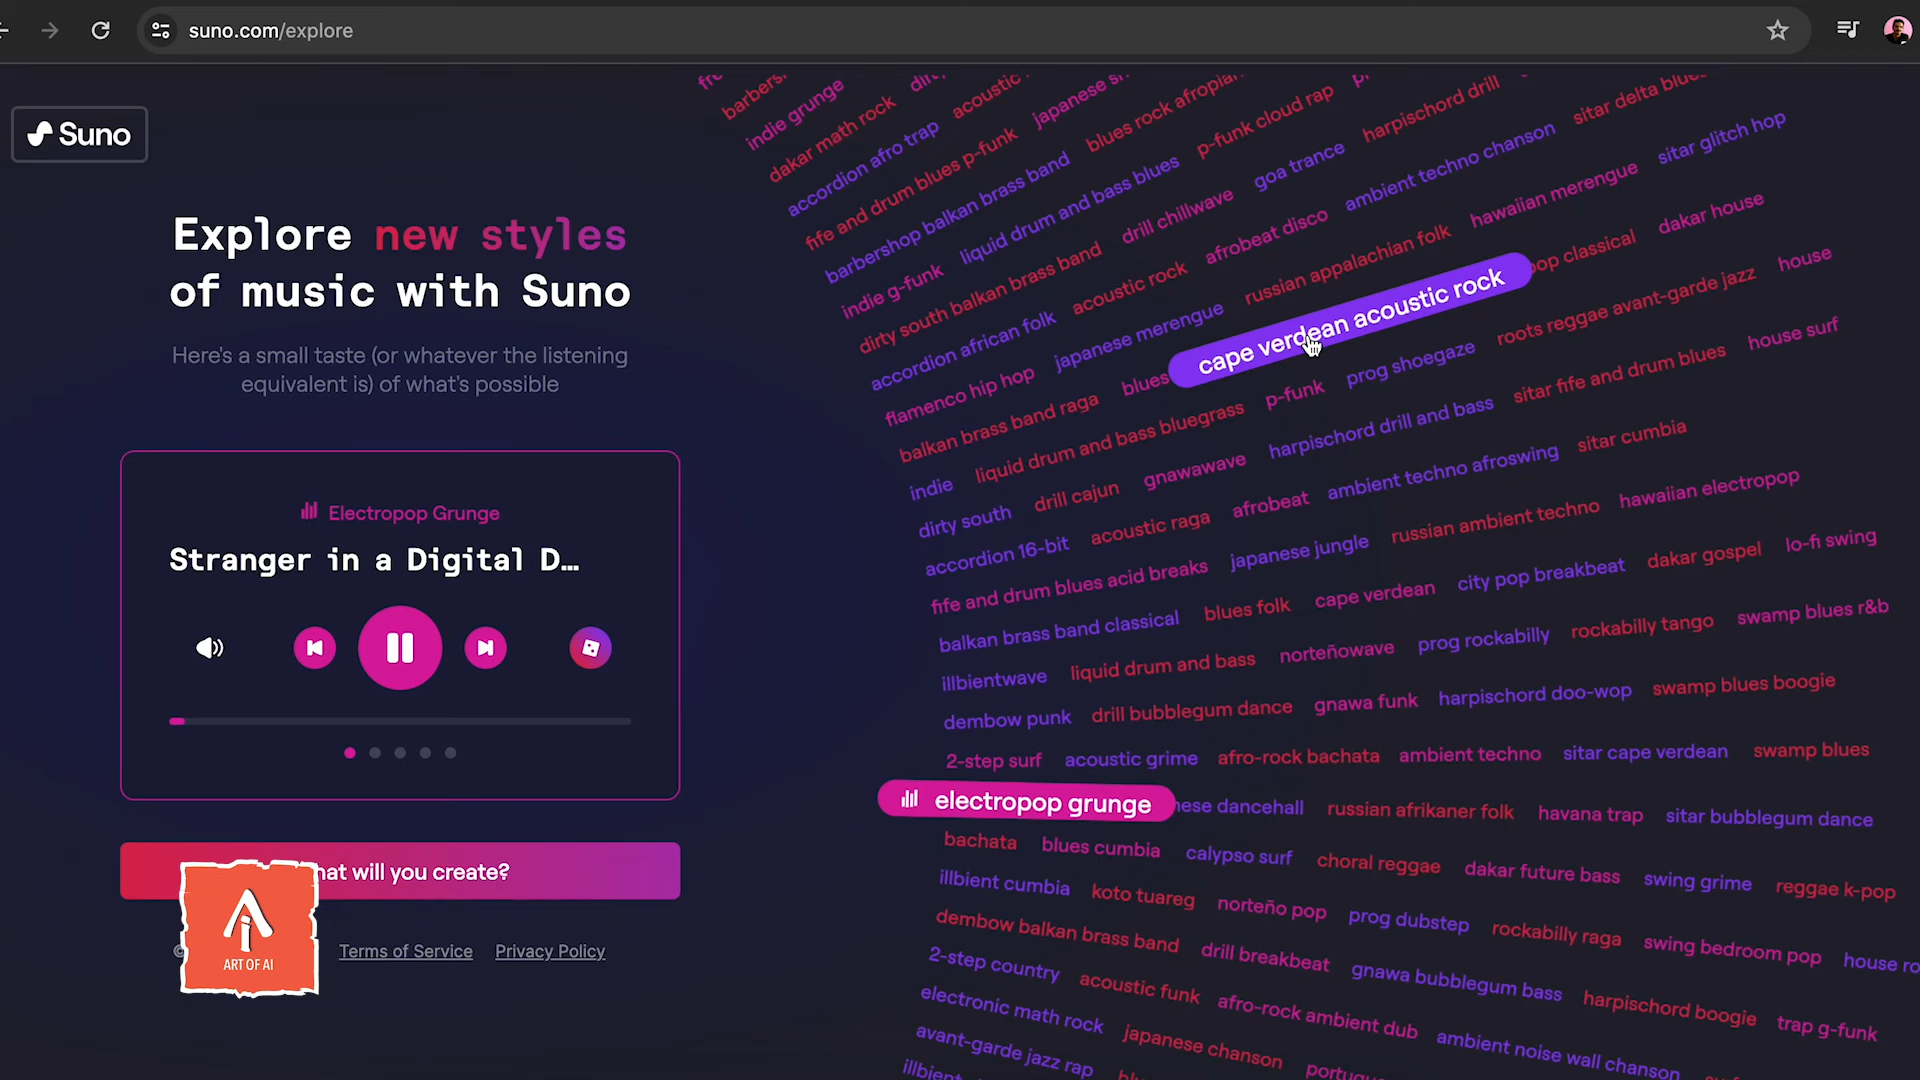 suno.com/explore
Suno
Explore new styles
of music with Suno
Here's a small taste (or whatever the listening
equivalent is) of what's possible
Electropop Grunge
Stranger in a Digital D...
hat will you create?
©
Terms of Service Privacy Policy
ART OF AI
indie grunge
dakar math rock
accordion afro trap
fife and drum blues p-funk
barbershop balkan brass band blues rock
indie g-funk liquid drum and bass blues p-funk cloud rap
dirty south balkan brass band drill chillwave goa trance harpischord drill
accordion african folk acoustic rock afrobeat disco ambient techno chanson sitar delta blues
flamenco hip hop japanese merengue russian appalachian folk hawaiian merengue sitar glitch hop
balkan brass band raga blues cape verdean acoustic rock pop classical dakar house
indie liquid drum and bass bluegrass p-funk prog shoegaze roots reggae avant-garde jazz house
dirty south drill cajun gnawawave harpischord drill and bass sitar fife and drum blues house surf
accordion 16-bit acoustic raga afrobeat ambient techno afroswing sitar cumbia
fife and drum blues acid breaks japanese jungle russian ambient techno hawaiian electropop
balkan brass band classical blues folk cape verdean city pop breakbeat dakar gospel lo-fi swing
illbientwave liquid drum and bass norteñowave prog rockabilly rockabilly tango swamp blues r&b
dembow punk drill bubblegum dance gnawa funk harpischord doo-wop swamp blues boogie
2-step surf acoustic grime afro-rock bachata ambient techno sitar cape verdean swamp blues
electropop grunge nese dancehall russian afrikaner folk havana trap sitar bubblegum dance
bachata blues cumbia calypso surf choral reggae dakar future bass swing grime reggae k-pop
illbient cumbia koto tuareg norteño pop prog dubstep rockabilly raga swing bedroom pop house ro
dembow balkan brass band drill breakbeat gnawa bubblegum bass harpischord boogie trap g-funk
2-step country acoustic funk afro-rock ambient dub ambient noise wall chanson
electronic math rock japanese chanson
avant-garde jazz rap